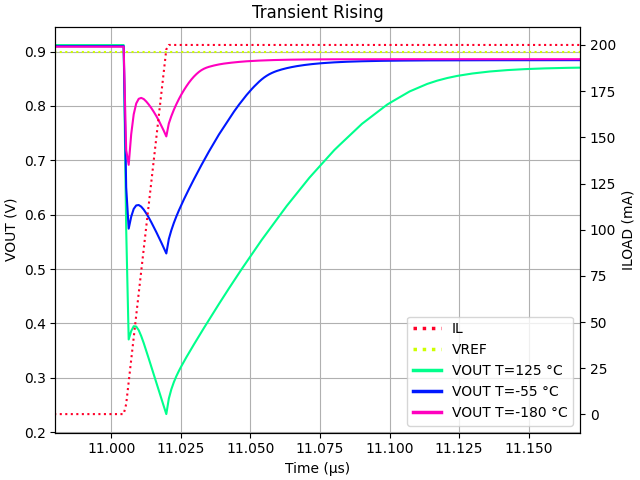 Transient Rising
VOUT (V)
0.9
0.8
0.7
0.6
0.5
0.4
0.3
0.2
200
175
150
125
100
75
50
25
0
ILOAD (mA)
IL
VREF
VOUT T=125 °C
VOUT T=-55 °C
VOUT T=-180 °C
11.000 11.025 11.050 11.075 11.100 11.125 11.150
Time (µs)